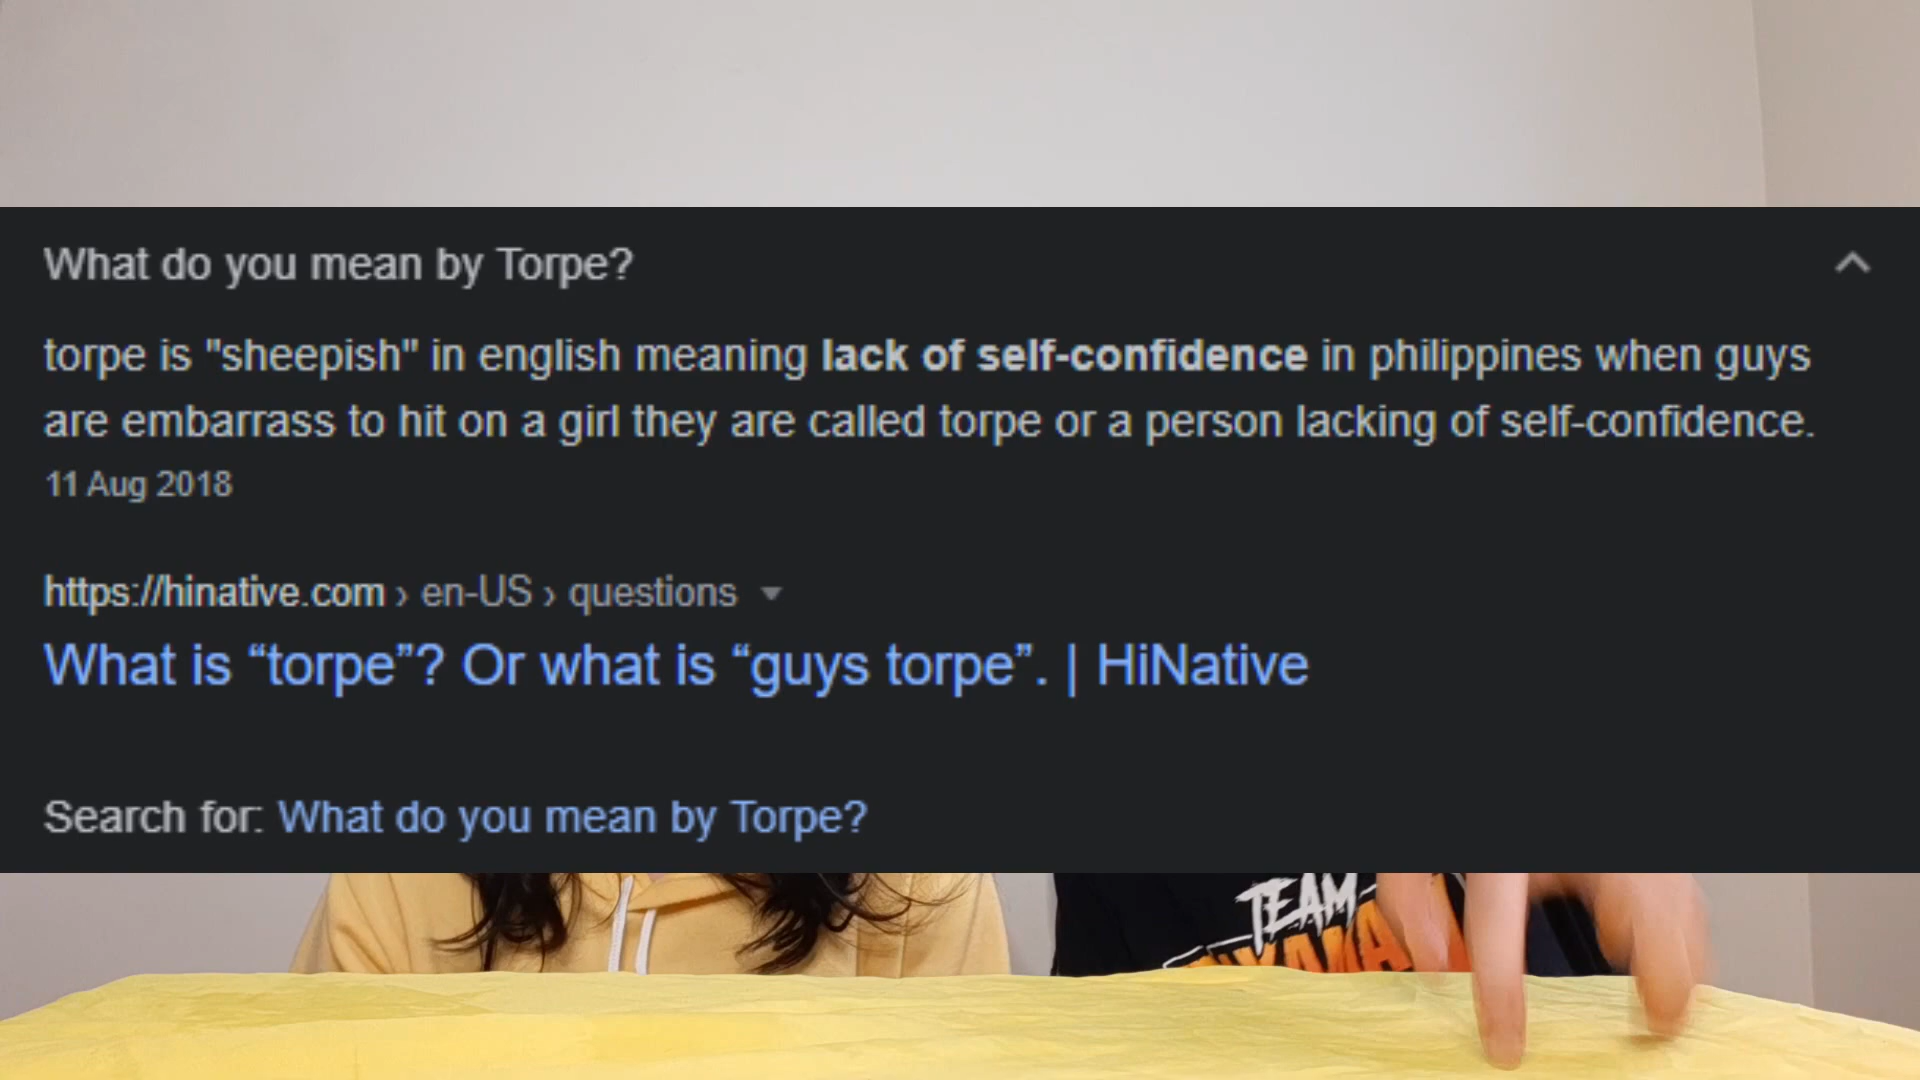 What do you mean by Torpe?
torpe is "sheepish" in english meaning lack of self-confidence in philippines when guys
are embarrass to hit on a girl they are called torpe or a person lacking of self-confidence.
11 Aug 2018
https://hinative.com › en-US › questions
What is “torpe”? Or what is “guys torpe”. | HiNative
Search for: What do you mean by Torpe?
TEAM